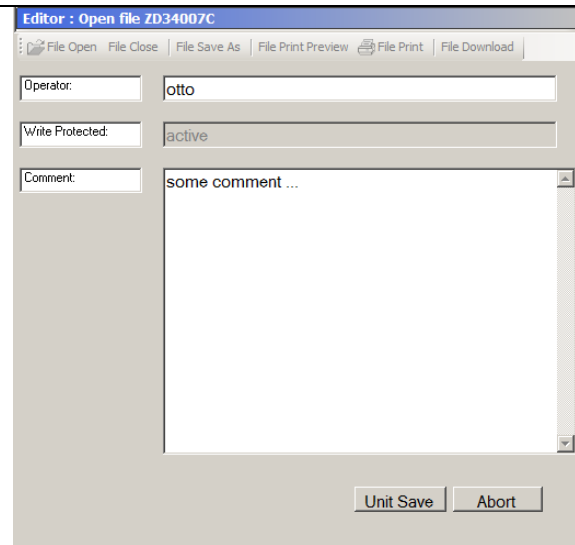 Editor : Open file ZD34007C
File Open File Close File Save As File Print Preview File Print File Download
Operator: otto
Write Protected: active
Comment: some comment ...
Unit Save Abort